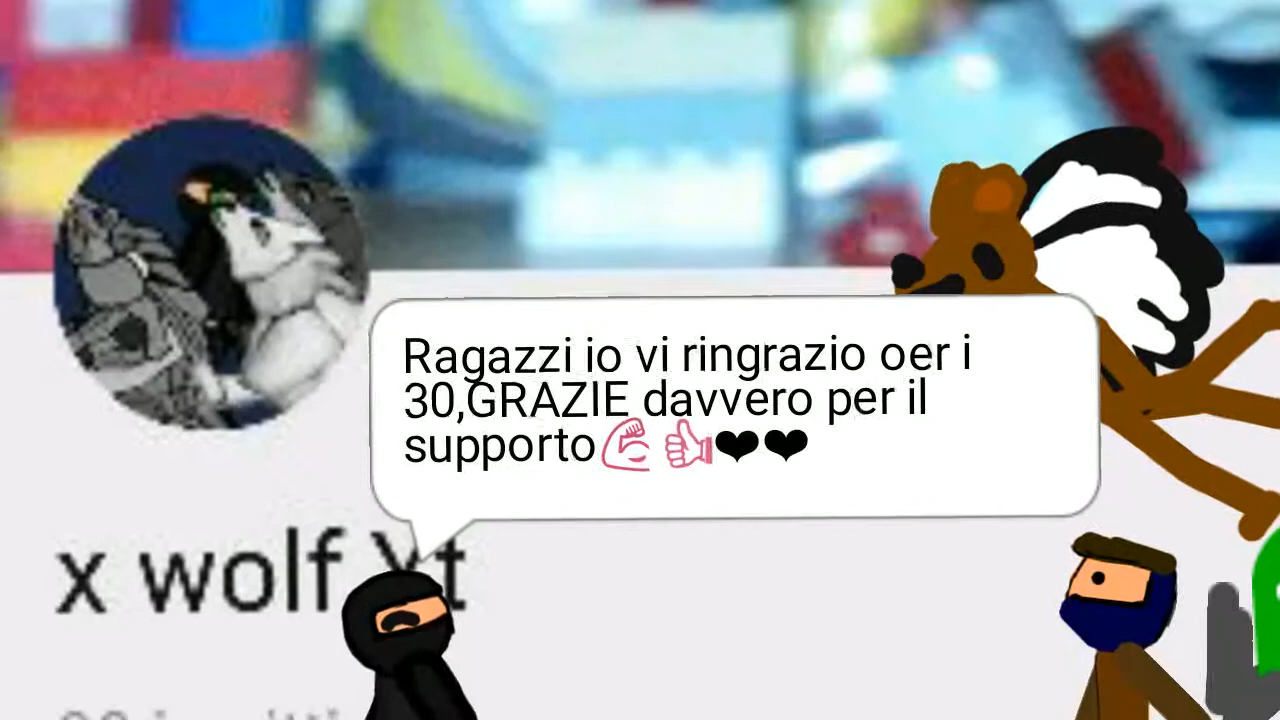 Ragazzi io vi ringrazio oer i
30,GRAZIE davvero per il
supporto💪👍❤❤
x wolf Yt